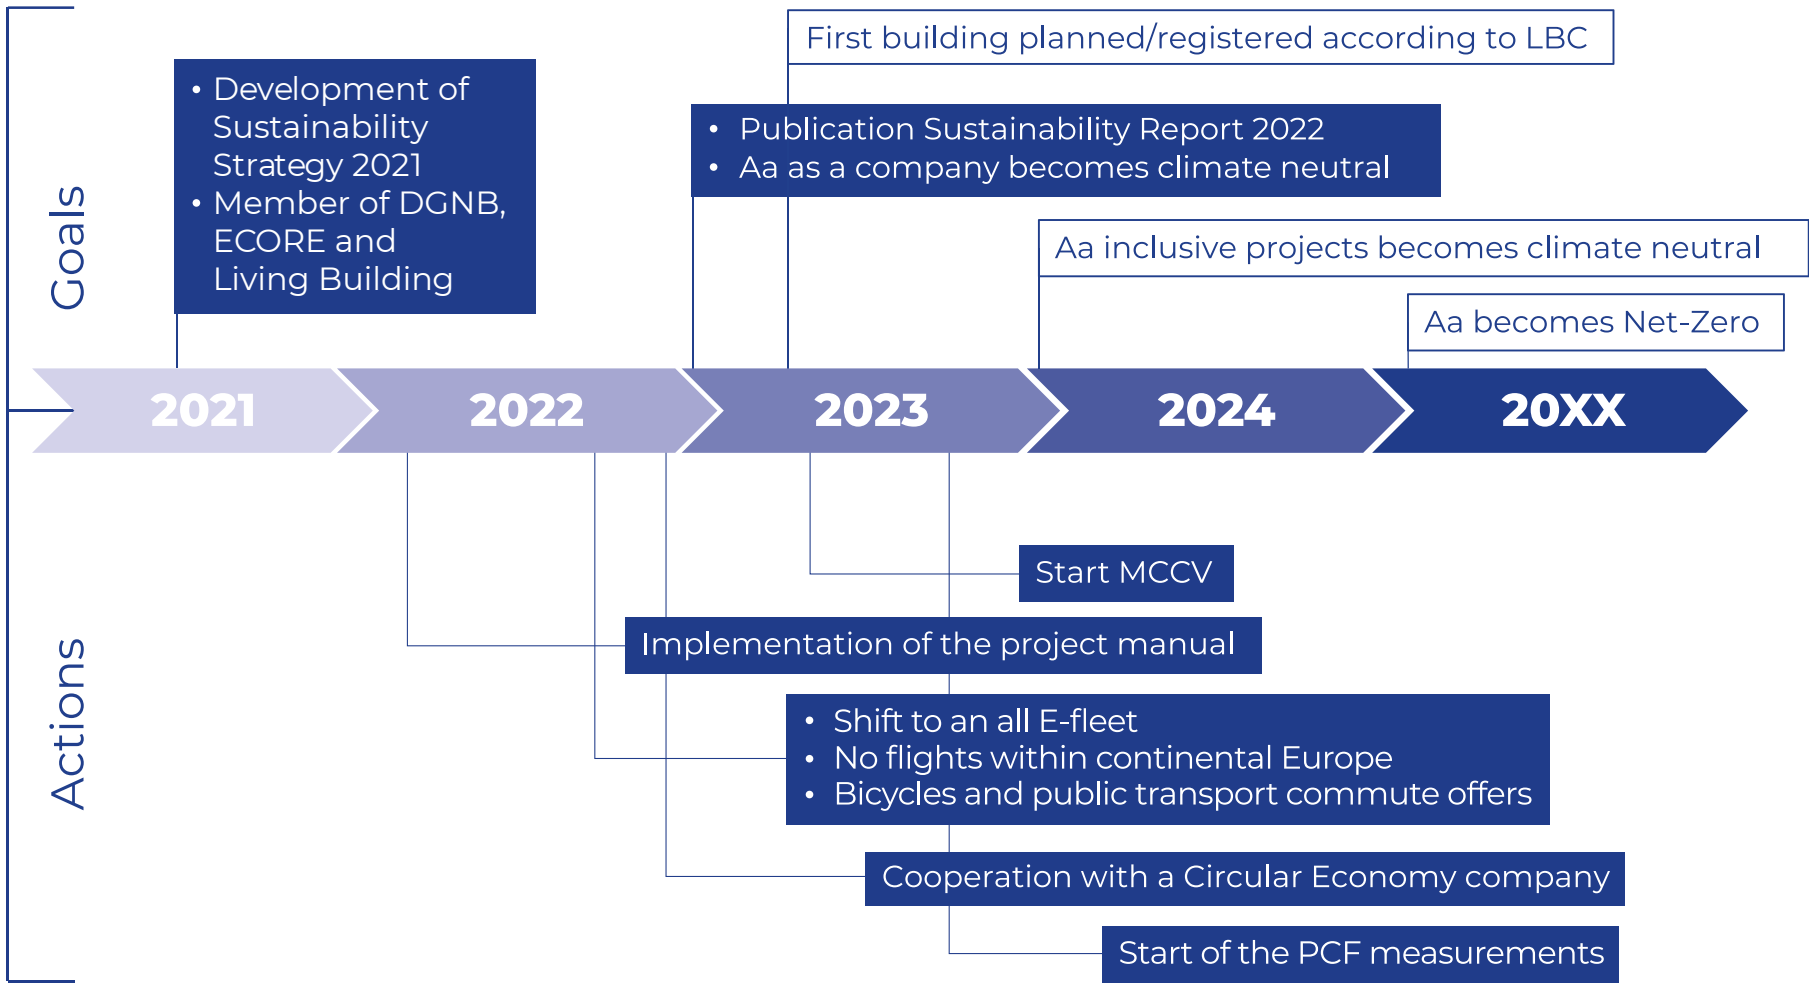 Goals
First building planned/registered according to LBC
• Development of
Sustainability
Strategy 2021
• Member of DGNB,
ECORE and
Living Building
• Publication Sustainability Report 2022
• Aa as a company becomes climate neutral
Aa inclusive projects becomes climate neutral
Aa becomes Net-Zero
2021
2022
2023
2024
20XX
Actions
Start MCCV
Implementation of the project manual
• Shift to an all E-fleet
• No flights within continental Europe
• Bicycles and public transport commute offers
Cooperation with a Circular Economy company
Start of the PCF measurements